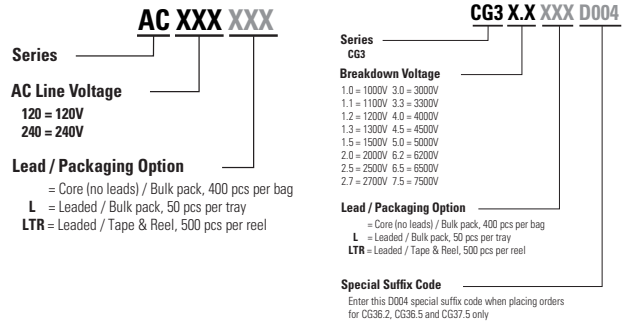 AC XXX XXX
Series
AC Line Voltage
120 = 120V
240 = 240V
Lead / Packaging Option
= Core (no leads) / Bulk pack, 400 pcs per bag
L = Leaded / Bulk pack, 50 pcs per tray
LTR = Leaded / Tape & Reel, 500 pcs per reel
CG3 X.X XXX D004
Series
CG3
Breakdown Voltage
1.0 = 1000V 3.0 = 3000V
1.1 = 1100V 3.3 = 3300V
1.2 = 1200V 4.0 = 4000V
1.3 = 1300V 4.5 = 4500V
1.5 = 1500V 5.0 = 5000V
2.0 = 2000V 6.2 = 6200V
2.5 = 2500V 6.5 = 6500V
2.7 = 2700V 7.5 = 7500V
Lead / Packaging Option
= Core (no leads) / Bulk pack, 400 pcs per bag
L = Leaded / Bulk pack, 50 pcs per tray
LTR = Leaded / Tape & Reel, 500 pcs per reel
Special Suffix Code
Enter this D004 special suffix code when placing orders
for CG36.2, CG36.5 and CG37.5 only